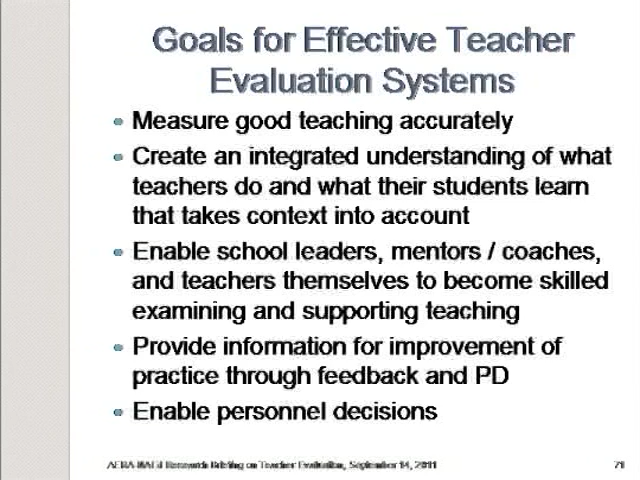 Goals for Effective Teacher
Evaluation Systems
Measure good teaching accurately
Create an integrated understanding of what
teachers do and what their students learn
that takes context into account
Enable school leaders, mentors / coaches,
and teachers themselves to become skilled
examining and supporting teaching
Provide information for improvement of
practice through feedback and PD
Enable personnel decisions
Research Briefing on Teacher Evaluation, September 14, 2011
71